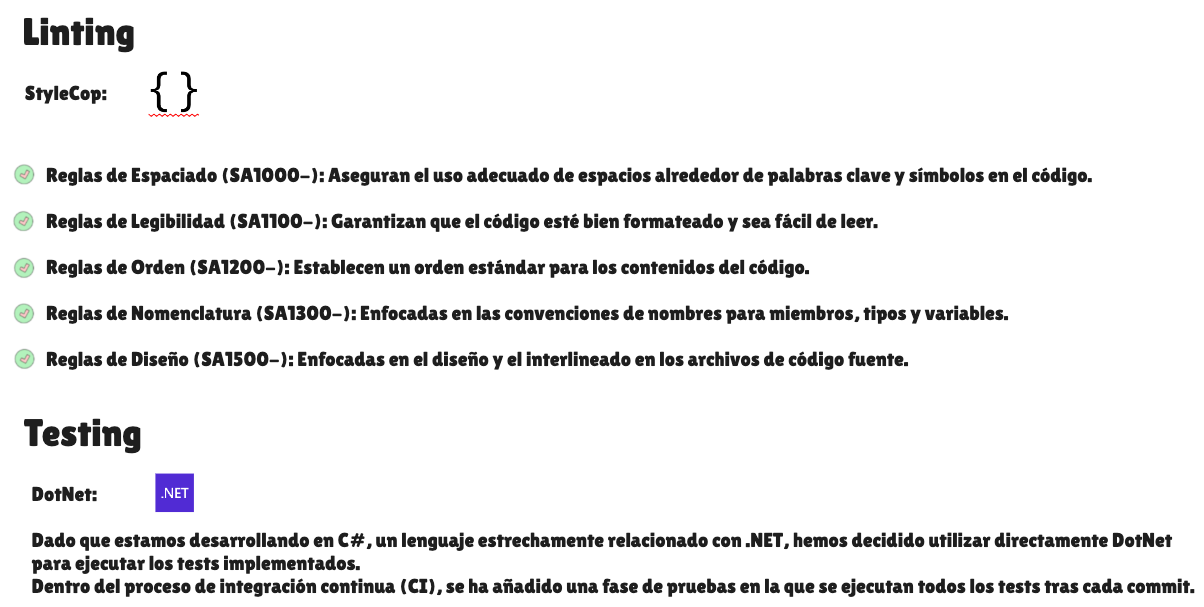 Linting
StyleCop: { }
Reglas de Espaciado (SA1000-): Aseguran el uso adecuado de espacios alrededor de palabras clave y símbolos en el código.
Reglas de Legibilidad (SA1100-): Garantizan que el código esté bien formateado y sea fácil de leer.
Reglas de Orden (SA1200-): Establecen un orden estándar para los contenidos del código.
Reglas de Nomenclatura (SA1300-): Enfocadas en las convenciones de nombres para miembros, tipos y variables.
Reglas de Diseño (SA1500-): Enfocadas en el diseño y el interlineado en los archivos de código fuente.
Testing
DotNet: .NET
Dado que estamos desarrollando en C#, un lenguaje estrechamente relacionado con .NET, hemos decidido utilizar directamente DotNet
para ejecutar los tests implementados.
Dentro del proceso de integración continua (CI), se ha añadido una fase de pruebas en la que se ejecutan todos los tests tras cada commit.